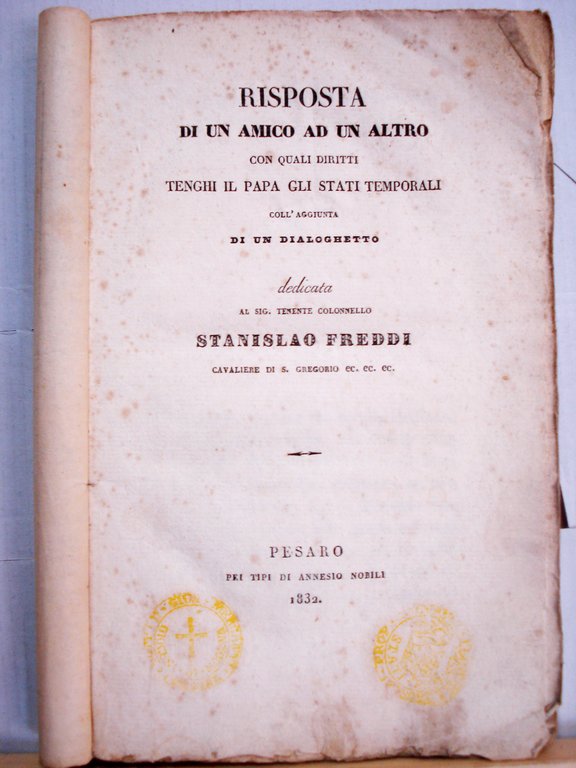 RISPOSTA
DI UN AMICO AD UN ALTRO
CON QUALI DIRITTI
TENGHI IL PAPA GLI STATI TEMPORALI
COLL'AGGIUNTA
DI UN DIALOGHETTO
dedicata
AL SIG. TENENTE COLONNELLO
STANISLAO FREDDI
CAVALIERE DI S. GREGORIO EC. EC. EC.
PESARO
PEI TIPI DI ANNESIO NOBILI
1832.